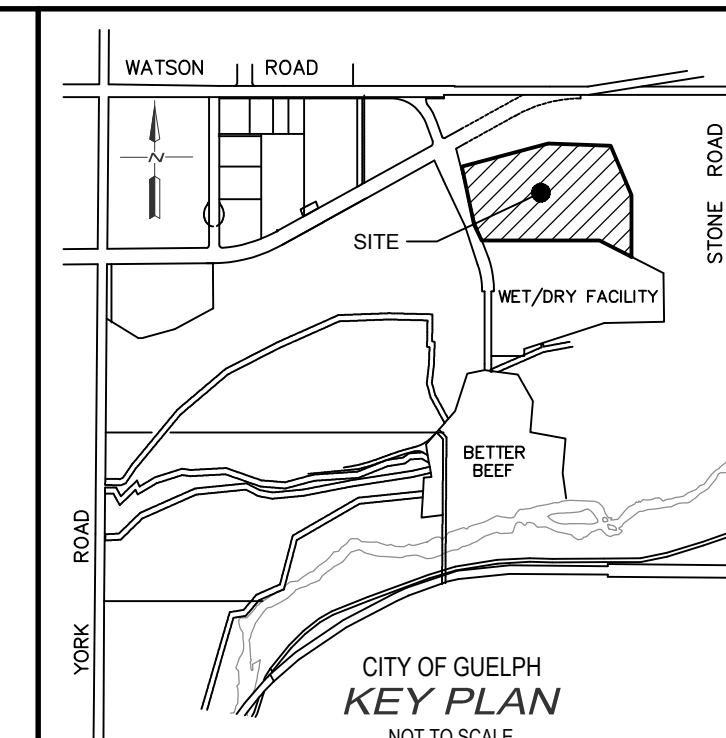 WATSON ROAD
N
STONE ROAD
SITE
WET/DRY FACILITY
BETTER
BEEF
YORK ROAD
CITY OF GUELPH
KEY PLAN
NOT TO SCALE